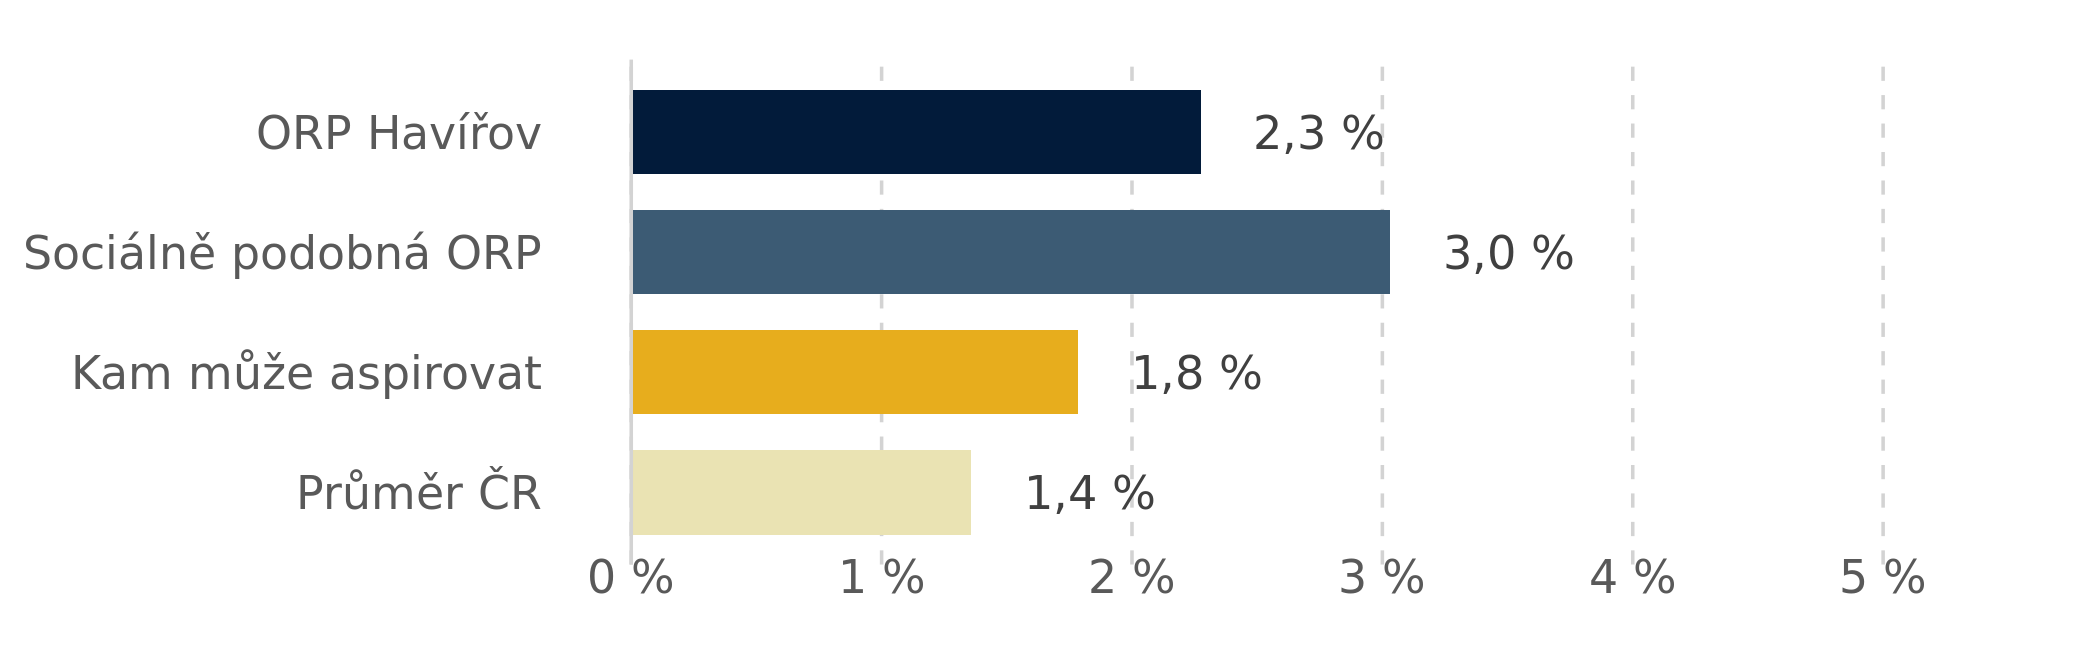 ORP Havířov 2,3 %
Sociálně podobná ORP 3,0 %
Kam může aspirovat 1,8 %
Průměr ČR 1,4 %
0 % 1 % 2 % 3 % 4 % 5 %